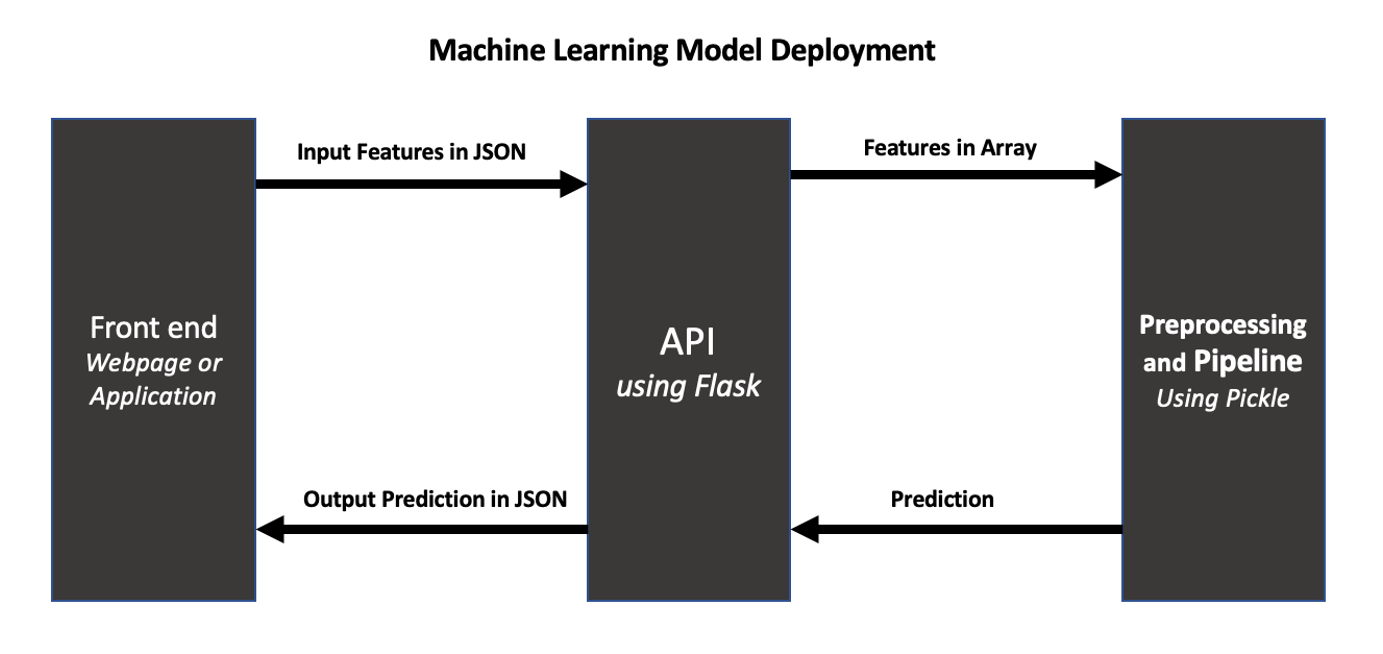 Machine Learning Model Deployment
Input Features in JSON
Features in Array
Front end
Webpage or
Application
API
using Flask
Preprocessing
and Pipeline
Using Pickle
Output Prediction in JSON
Prediction